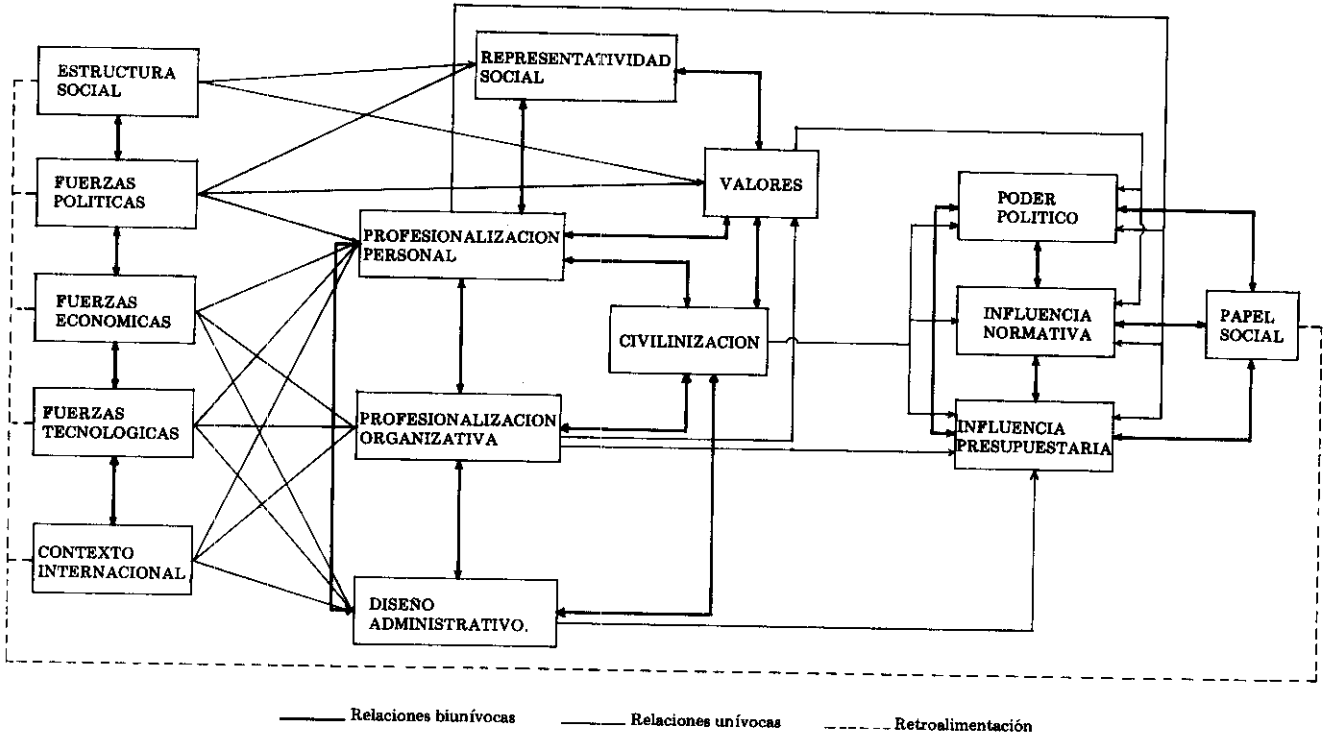 ESTRUCTURA
SOCIAL
FUERZAS
POLITICAS
FUERZAS
ECONOMICAS
FUERZAS
TECNOLOGICAS
CONTEXTO
INTERNACIONAL
REPRESENTATIVIDAD
SOCIAL
VALORES
PROFESIONALIZACION
PERSONAL
CIVILINIZACION
PROFESIONALIZACION
ORGANIZATIVA
DISEÑO
ADMINISTRATIVO.
PODER
POLITICO
INFLUENCIA
NORMATIVA
INFLUENCIA
PRESUPUESTARIA
PAPEL
SOCIAL
Relaciones biunívocas
Relaciones unívocas
Retroalimentación